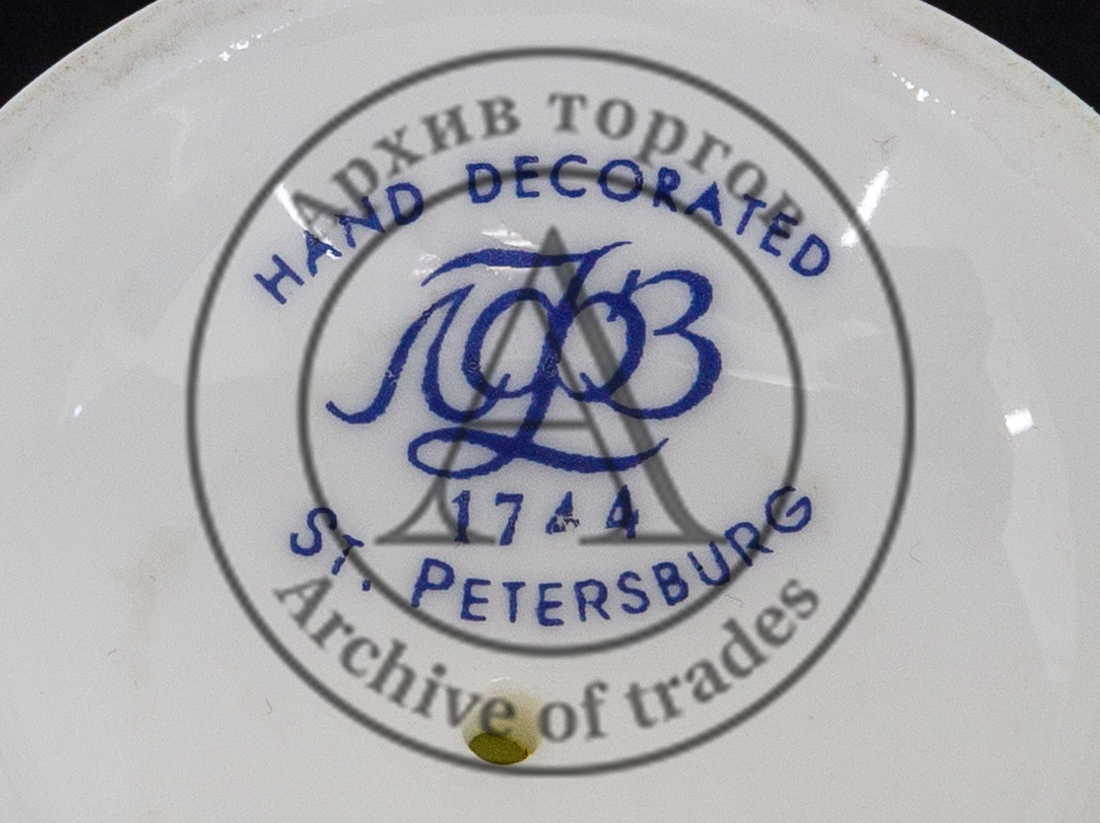 Архив торгов
HAND DECORATED
ЛФЗ
1744
ST. PETERSBURG
Archive of trades